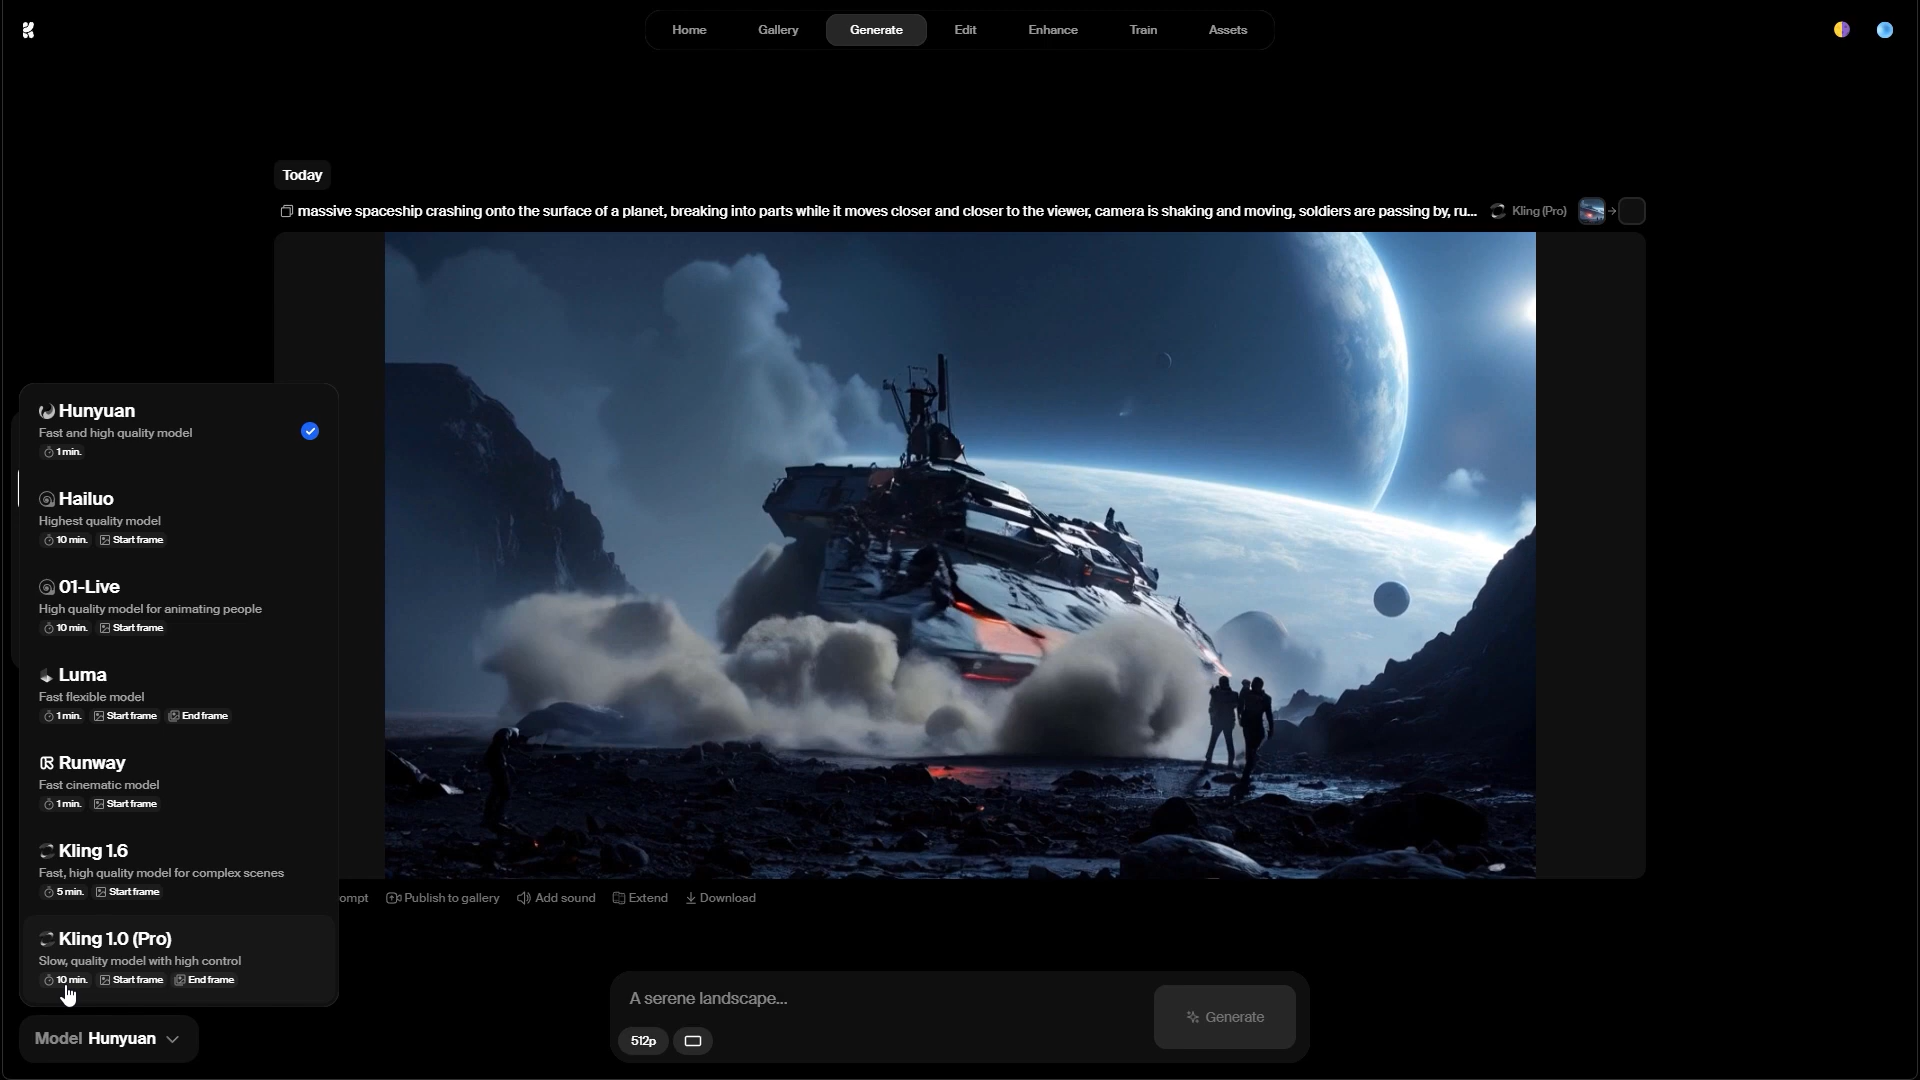 Home
Gallery
Generate
Edit
Enhance
Train
Assets
Today
massive spaceship crashing onto the surface of a planet, breaking into parts while it moves closer and closer to the viewer, camera is shaking and moving, soldiers are passing by, ru...
Kling (Pro)
Hunyuan
Fast and high quality model
1 min.
Hailuo
Highest quality model
10 min. Start frame
01-Live
High quality model for animating people
10 min. Start frame
Luma
Fast flexible model
1 min. Start frame End frame
Runway
Fast cinematic model
1 min. Start frame
Kling 1.6
Fast, high quality model for complex scenes
5 min. Start frame
Kling 1.0 (Pro)
Slow, quality model with high control
10 min. Start frame End frame
Model Hunyuan
ompt
Publish to gallery
Add sound
Extend
Download
A serene landscape...
512p
Generate